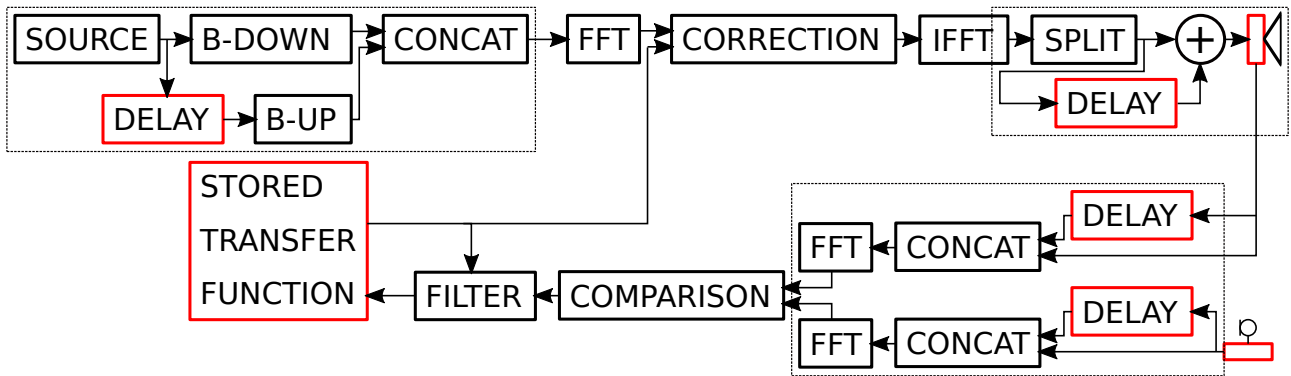 SOURCE
B-DOWN
CONCAT
FFT
CORRECTION
IFFT
SPLIT
+
DELAY
B-UP
DELAY
STORED
TRANSFER
FUNCTION
FILTER
COMPARISON
FFT
CONCAT
DELAY
FFT
CONCAT
DELAY